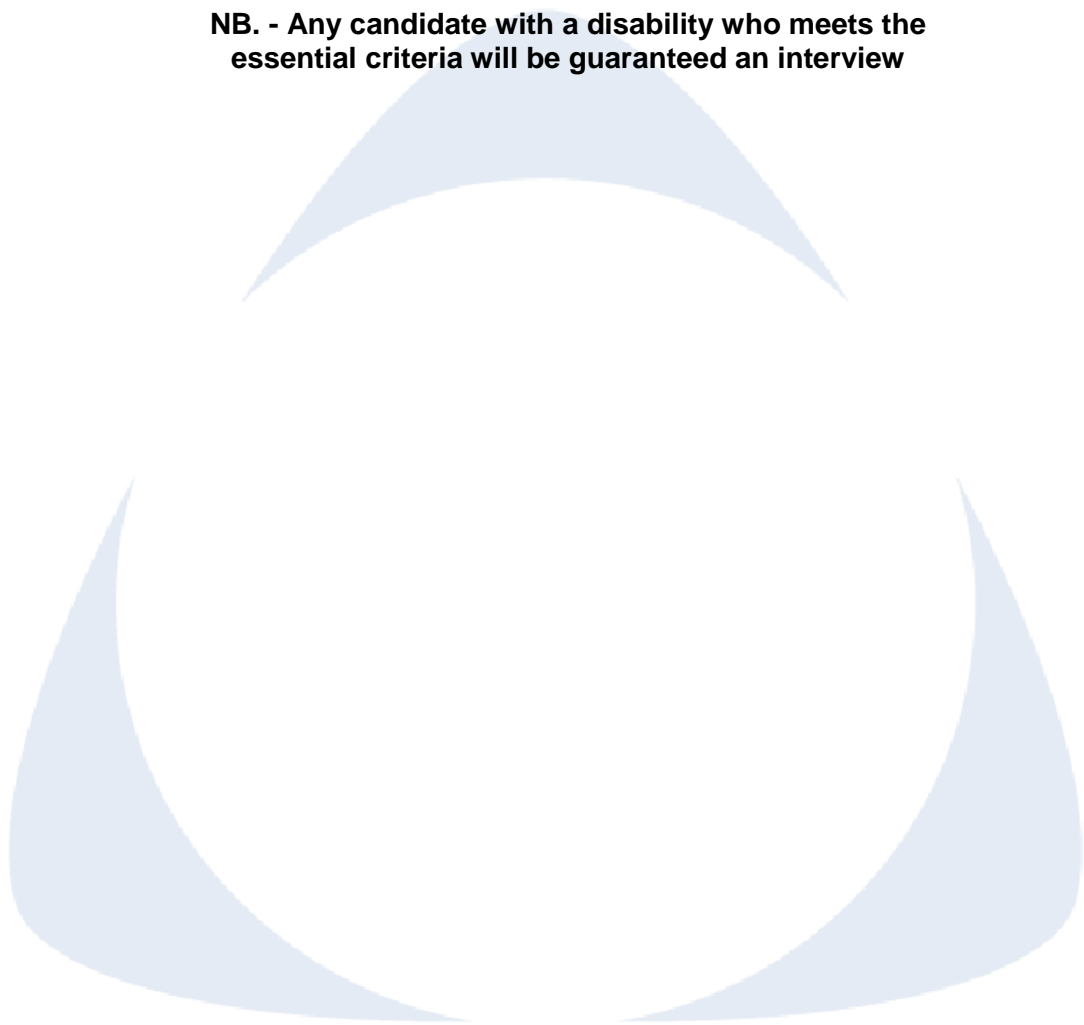 NB. - Any candidate with a disability who meets the
essential criteria will be guaranteed an interview